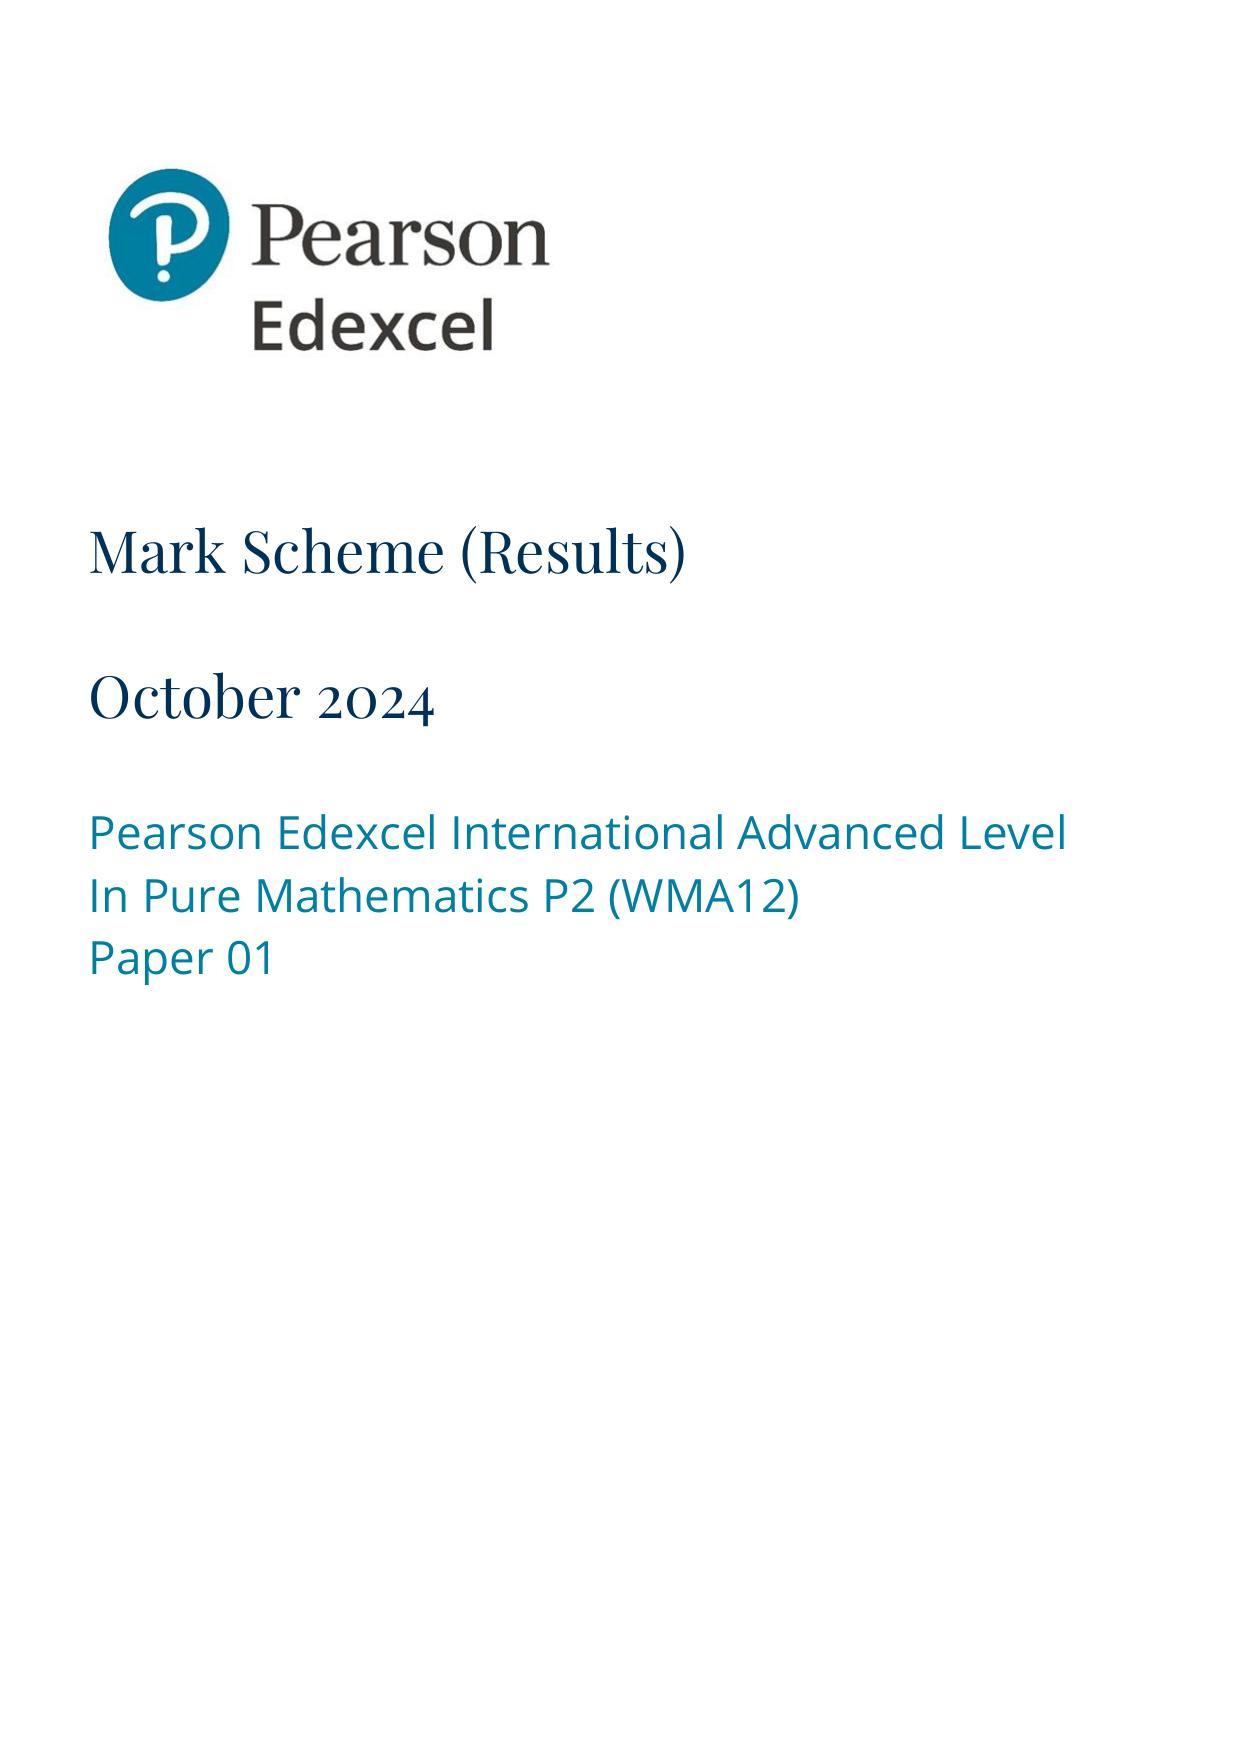 Pearson
Edexcel
Mark Scheme (Results)
October 2024
Pearson Edexcel International Advanced Level
In Pure Mathematics P2 (WMA12)
Paper 01